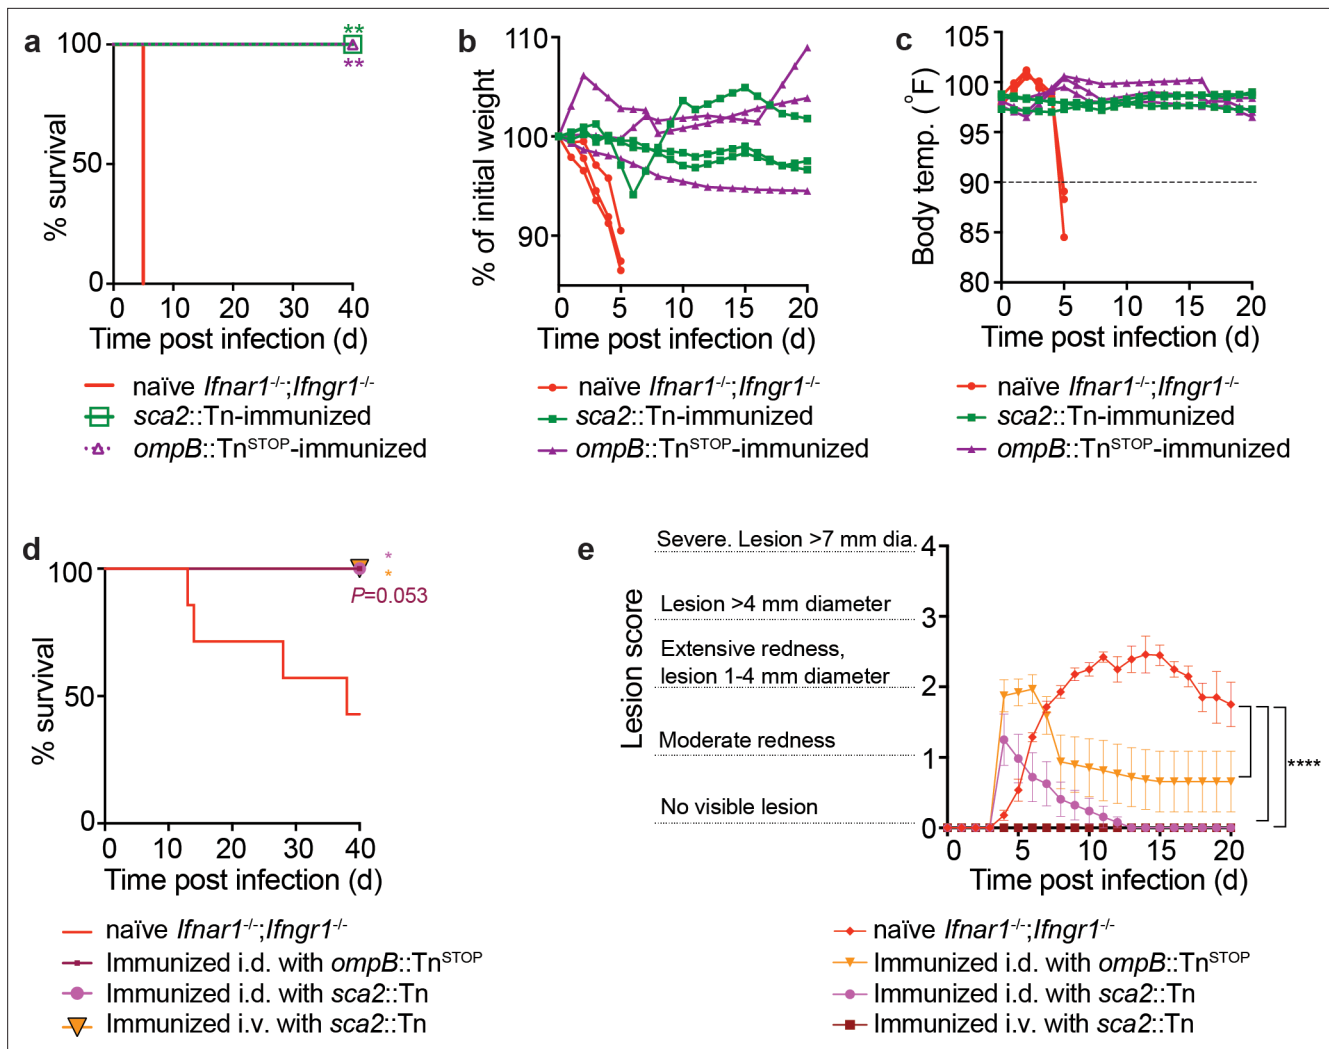 a
**
100
50
0
% survival
**
0 10 20 30 40
Time post infection (d)
naïve Ifnar1-/-;Ifngr1-/-
sca2::Tn-immunized
ompB::TnSTOP-immunized
b
110
100
90
% of initial weight
0 5 10 15 20
Time post infection (d)
naïve Ifnar1-/-;Ifngr1-/-
sca2::Tn-immunized
ompB::TnSTOP-immunized
c
105
100
95
90
85
80
Body temp. (°F)
0 5 10 15 20
Time post infection (d)
naïve Ifnar1-/-;Ifngr1-/-
sca2::Tn-immunized
ompB::TnSTOP-immunized
d
100
50
0
% survival
*
*
P=0.053
0 10 20 30 40
Time post infection (d)
naïve Ifnar1-/-;Ifngr1-/-
Immunized i.d. with ompB::TnSTOP
Immunized i.d. with sca2::Tn
Immunized i.v. with sca2::Tn
e
Severe. Lesion >7 mm dia.
Lesion >4 mm diameter
Extensive redness,
lesion 1-4 mm diameter
Moderate redness
No visible lesion
Lesion score
4
3
2
1
0
****
0 5 10 15 20
Time post infection (d)
naïve Ifnar1-/-;Ifngr1-/-
Immunized i.d. with ompB::TnSTOP
Immunized i.d. with sca2::Tn
Immunized i.v. with sca2::Tn